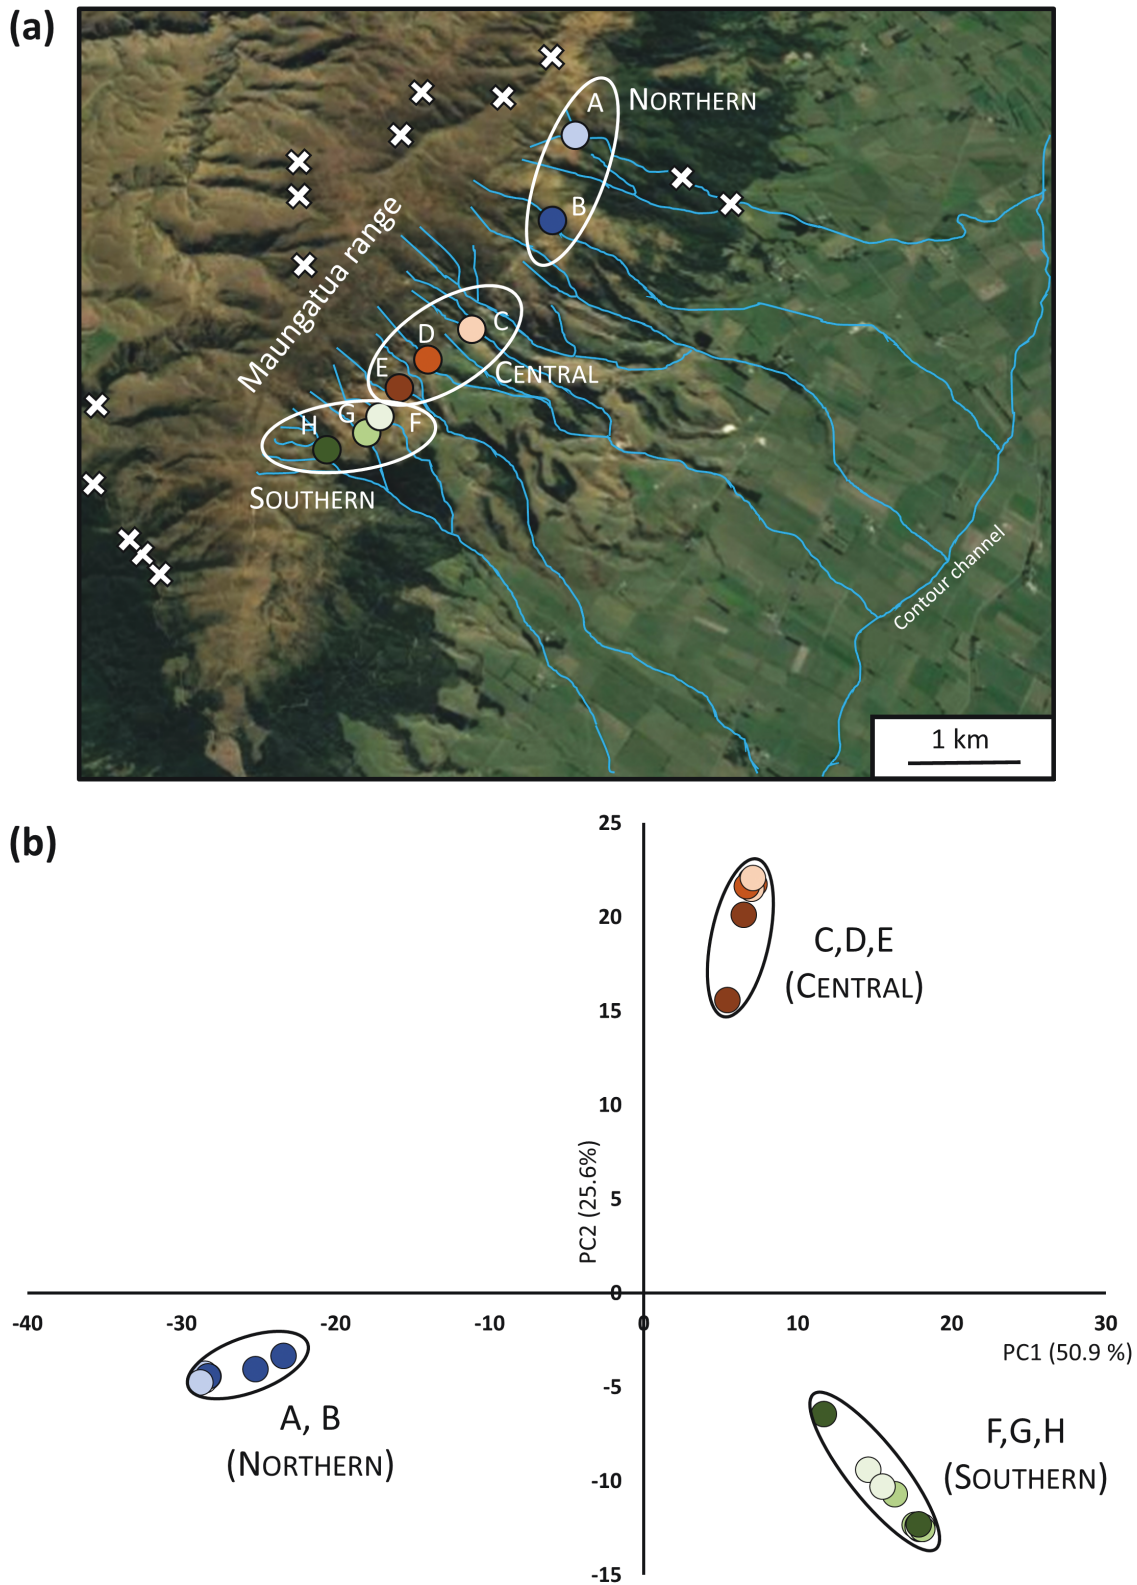 (a)
A
NORTHERN
B
Maungatua range
C
D
E
CENTRAL
G
F
H
SOUTHERN
Contour channel
1 km
(b)
25
20
C,D,E
(CENTRAL)
15
10
PC2 (25.6%)
5
0
-40
-30
-20
-10
0
10
20
30
PC1 (50.9 %)
-5
A, B
(NORTHERN)
F,G,H
(SOUTHERN)
-10
-15